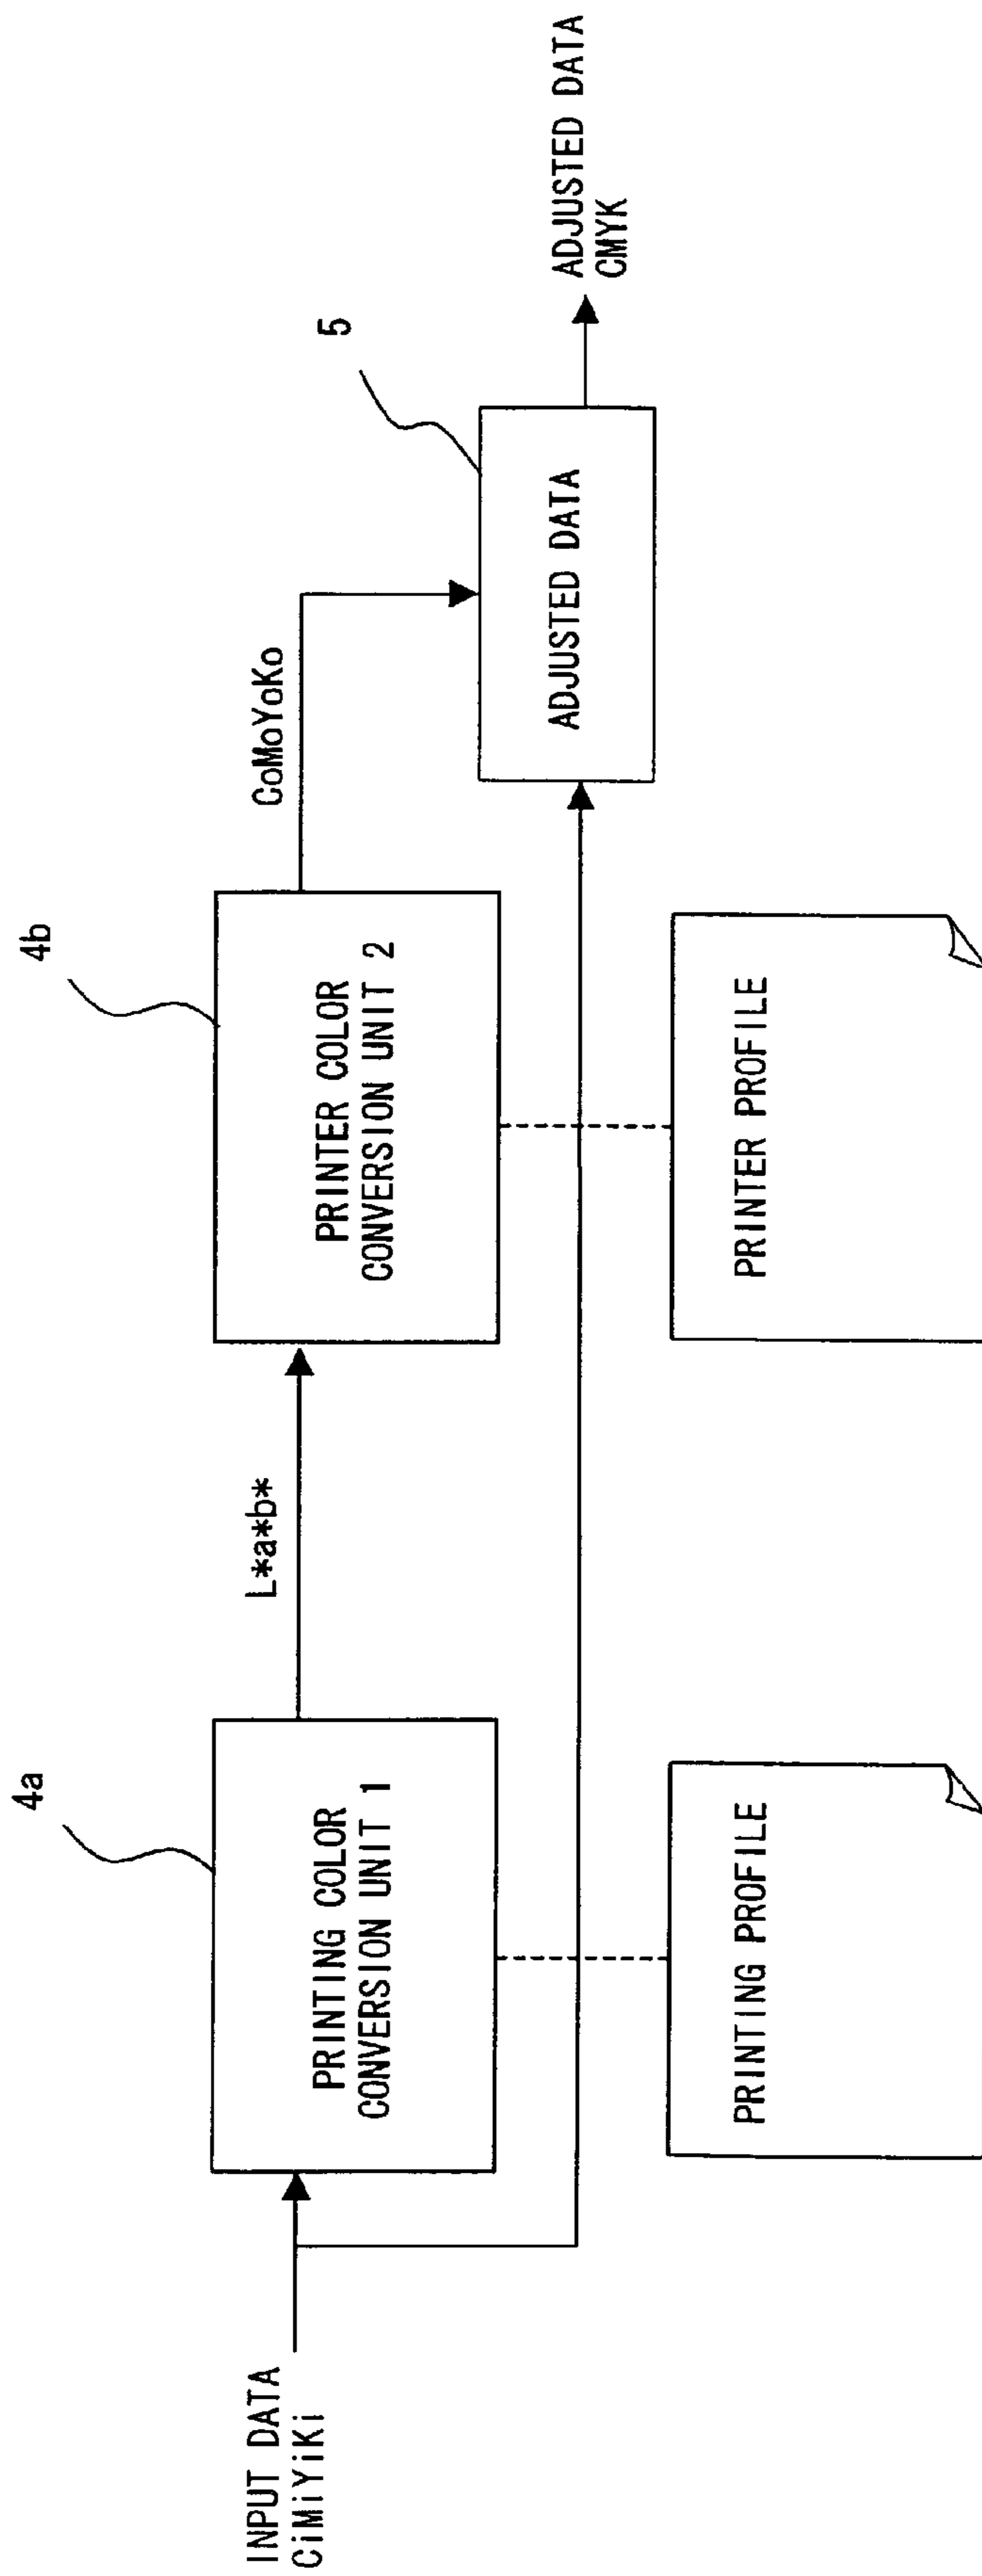 INPUT DATA
CiMiYiKi
4a
PRINTING COLOR
CONVERSION UNIT 1
PRINTING PROFILE
L*a*b*
4b
PRINTER COLOR
CONVERSION UNIT 2
PRINTER PROFILE
CoMoYoKo
5
ADJUSTED DATA
ADJUSTED DATA
CMYK